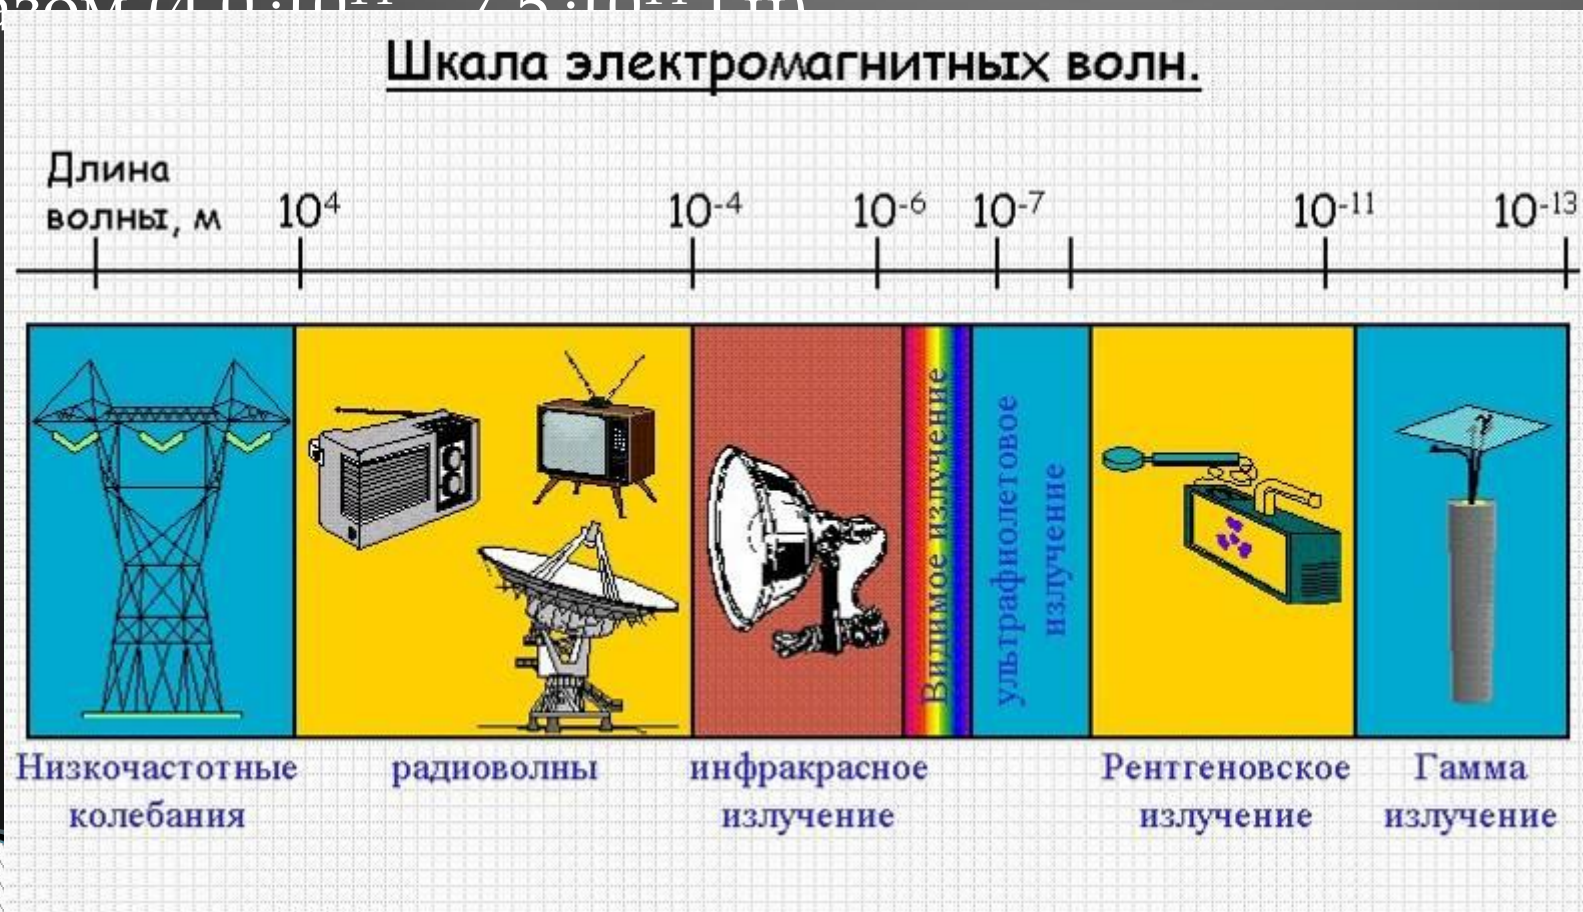 Шкала электромагнитных волн.
Длина
волны, м
10⁴ 10⁻⁴ 10⁻⁶ 10⁻⁷ 10⁻¹¹ 10⁻¹³
Видимое излучение
ульграфиолетовое
излучение
Низкочастотные
колебания
радиоволны
инфракрасное
излучение
Рентгеновское
излучение
Гамма
излучение